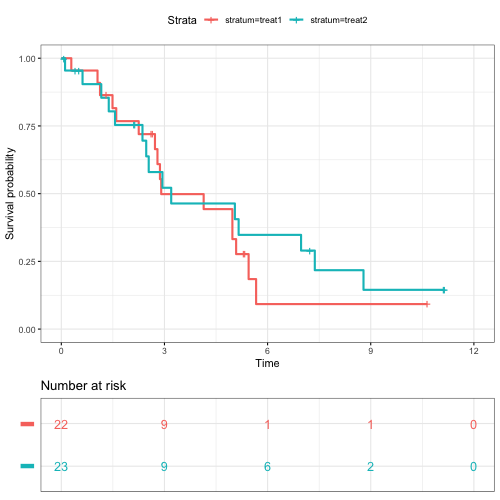 Strata stratum=treat1 stratum=treat2
Survival probability
1.00
0.75
0.50
0.25
0.00
0 3 6 9 12
Time
Number at risk
22 9 1 1 0
23 9 6 2 0